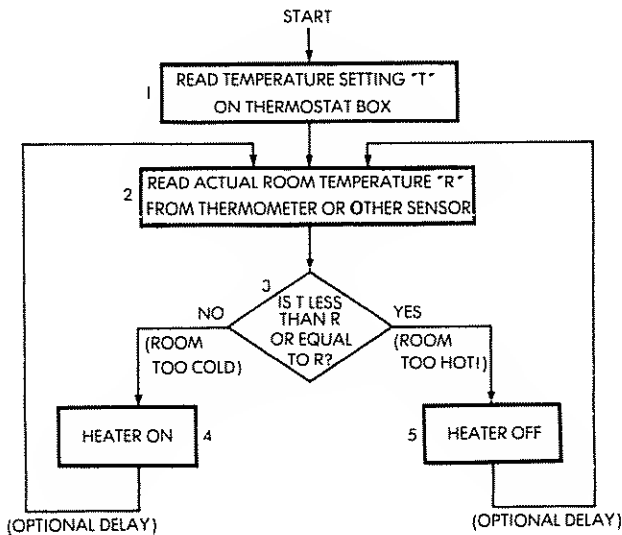 START
1
READ TEMPERATURE SETTING "T"
ON THERMOSTAT BOX
2
READ ACTUAL ROOM TEMPERATURE "R"
FROM THERMOMETER OR OTHER SENSOR
3
IS T LESS
THAN R
OR EQUAL
TO R?
NO
(ROOM
TOO COLD)
YES
(ROOM
TOO HOT!)
HEATER ON
4
5
HEATER OFF
(OPTIONAL DELAY)
(OPTIONAL DELAY)